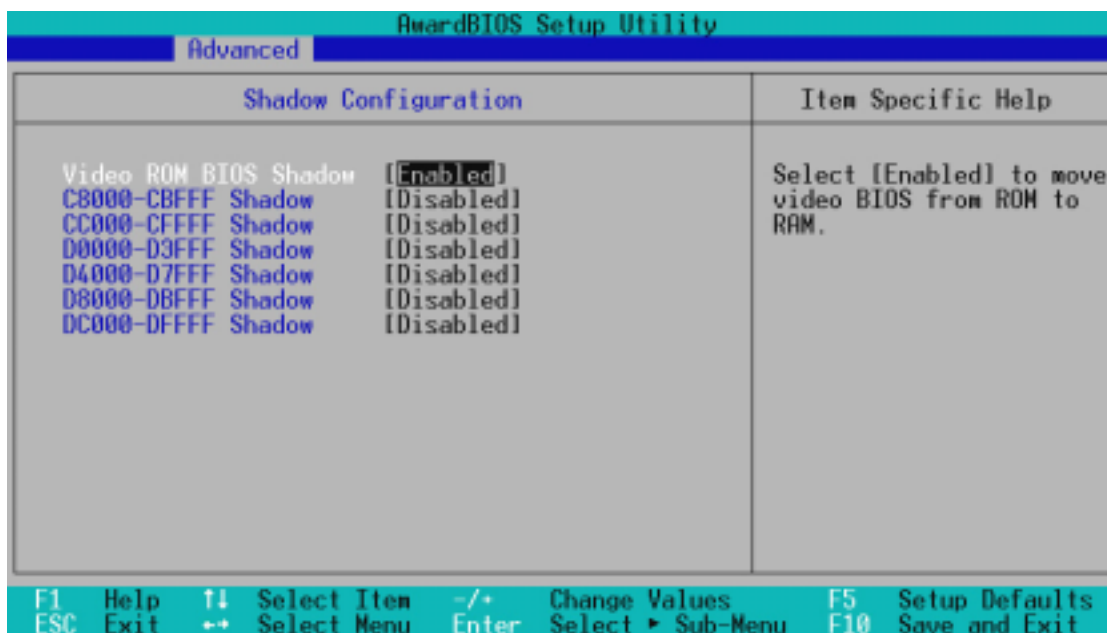 AwardBIOS Setup Utility
Advanced
Shadow Configuration
Item Specific Help
Video ROM BIOS Shadow [Enabled]
C8000-CBFFF Shadow [Disabled]
CC000-CFFFF Shadow [Disabled]
D0000-D3FFF Shadow [Disabled]
D4000-D7FFF Shadow [Disabled]
D8000-DBFFF Shadow [Disabled]
DC000-DFFFF Shadow [Disabled]
Select [Enabled] to move
video BIOS from ROM to
RAM.
F1 Help ↑↓ Select Item -/+ Change Values F5 Setup Defaults
ESC Exit ←→ Select Menu Enter Select ► Sub-Menu F10 Save and Exit